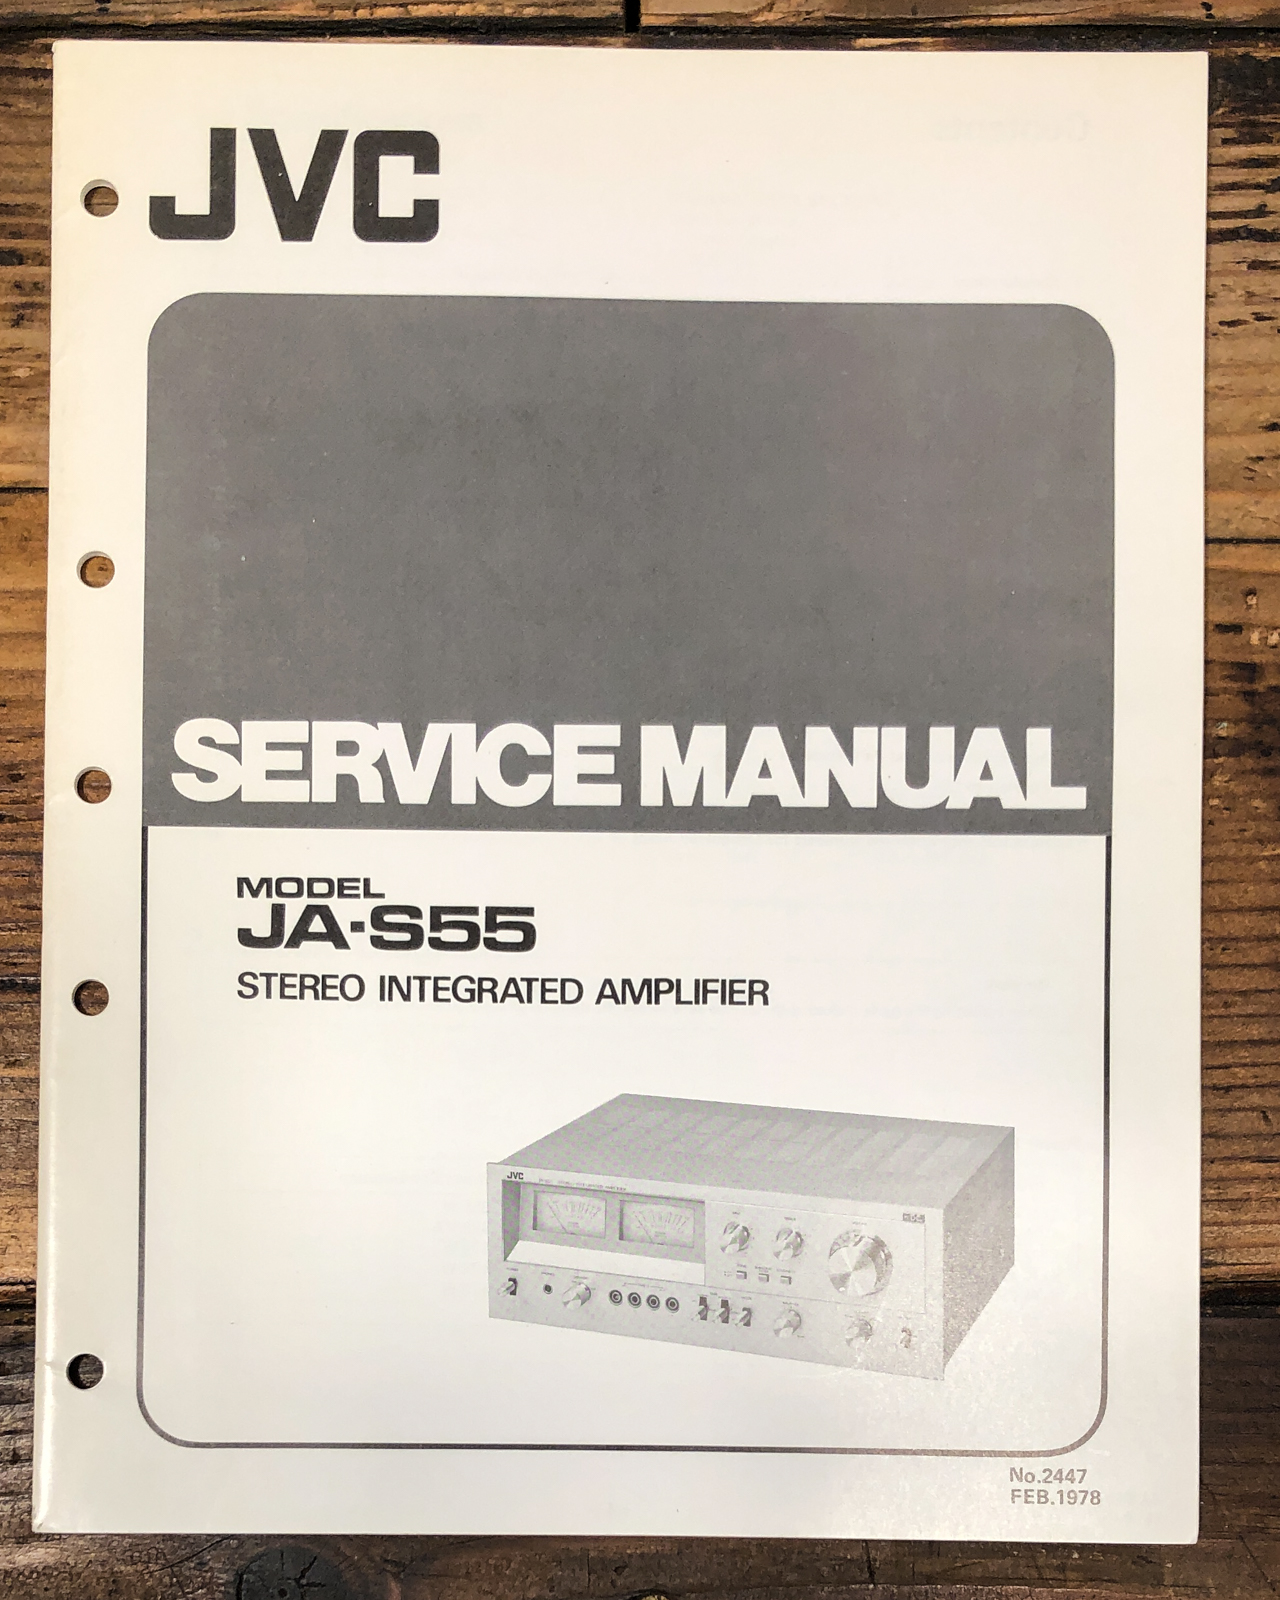 JVC
SERVICE MANUAL
MODEL
JA-S55
STEREO INTEGRATED AMPLIFIER
JVC
No.2447
FEB.1978